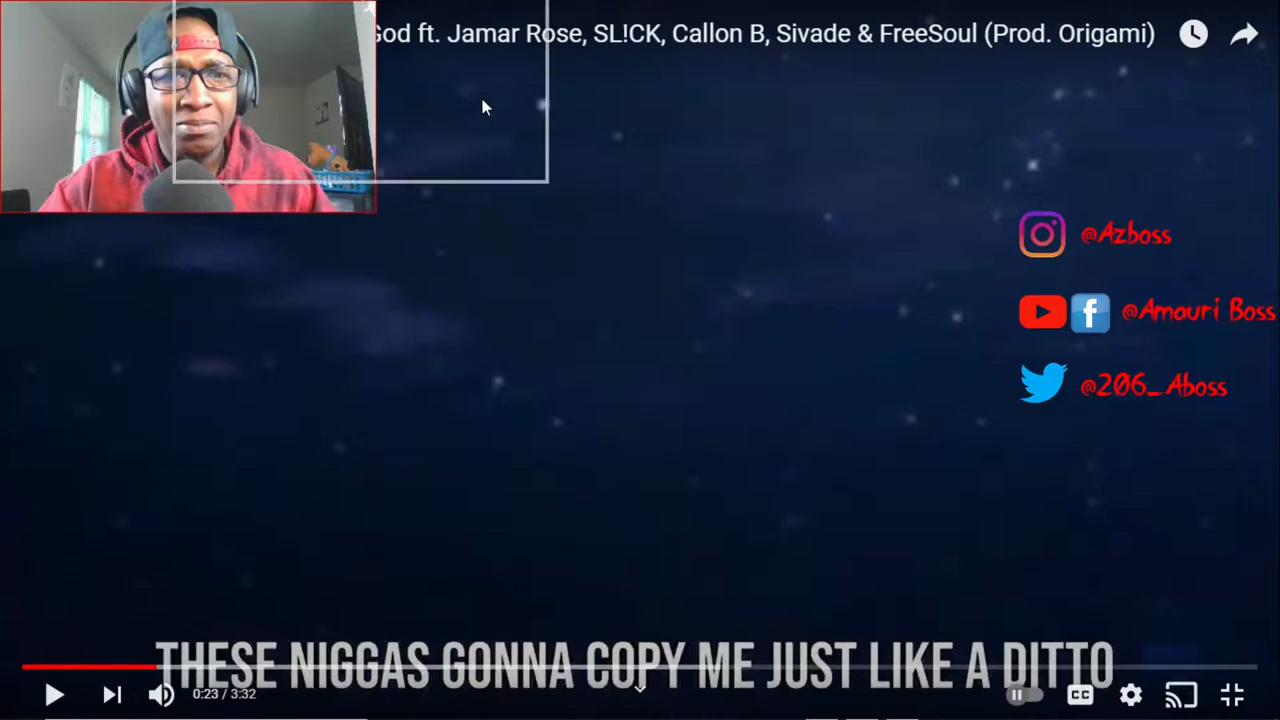 God ft. Jamar Rose, SL!CK, Callon B, Sivade & FreeSoul (Prod. Origami)
@Azboss
@Amauri Boss
@206_Aboss
THESE NIGGAS GONNA COPY ME JUST LIKE A DITTO
0:23 / 3:32
CC